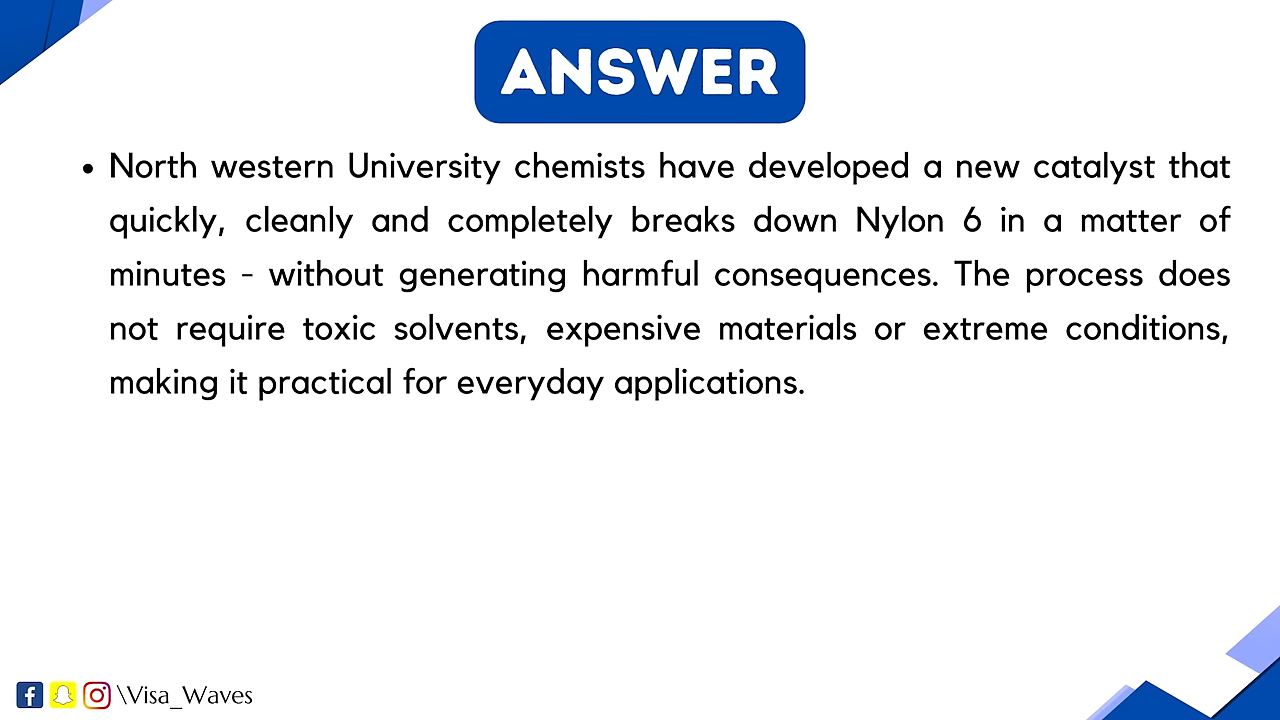 ANSWER
• North western University chemists have developed a new catalyst that
quickly, cleanly and completely breaks down Nylon 6 in a matter of
minutes - without generating harmful consequences. The process does
not require toxic solvents, expensive materials or extreme conditions,
making it practical for everyday applications.
\Visa_Waves